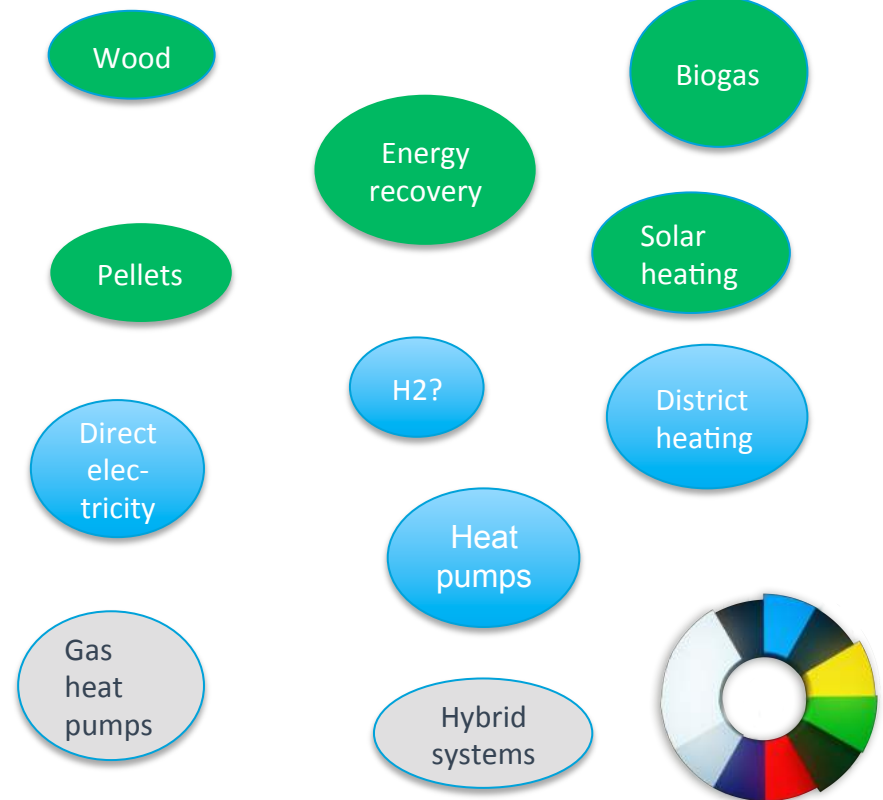 Wood
Biogas
Energy
recovery
Solar
heating
Pellets
H2?
District
heating
Direct
elec-
tricity
Heat
pumps
Gas
heat
pumps
Hybrid
systems